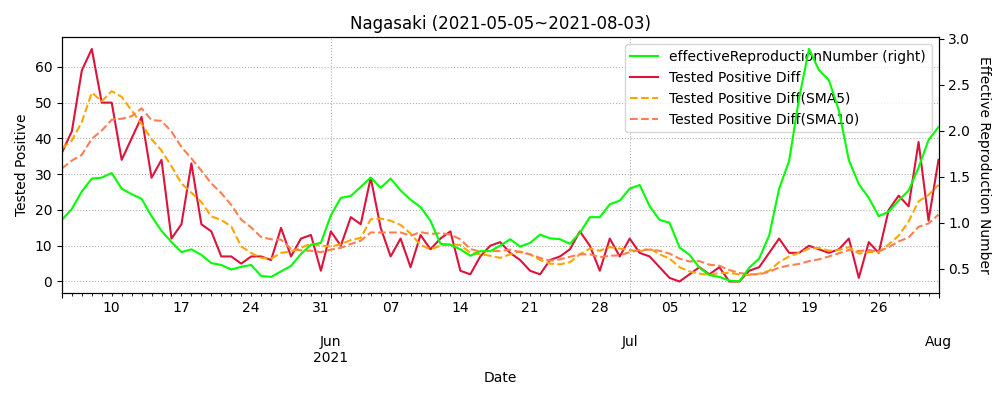 Nagasaki (2021-05-05~2021-08-03)
effectiveReproductionNumber (right)
Tested Positive Diff
Tested Positive Diff(SMA5)
Tested Positive Diff(SMA10)
Tested Positive
60
50
40
30
20
10
0
3.0
2.5
2.0
1.5
1.0
0.5
Effective Reproduction Number
10 17 24 31 07 14 21 28 05 12 19 26
Jun Jul Aug
2021
Date